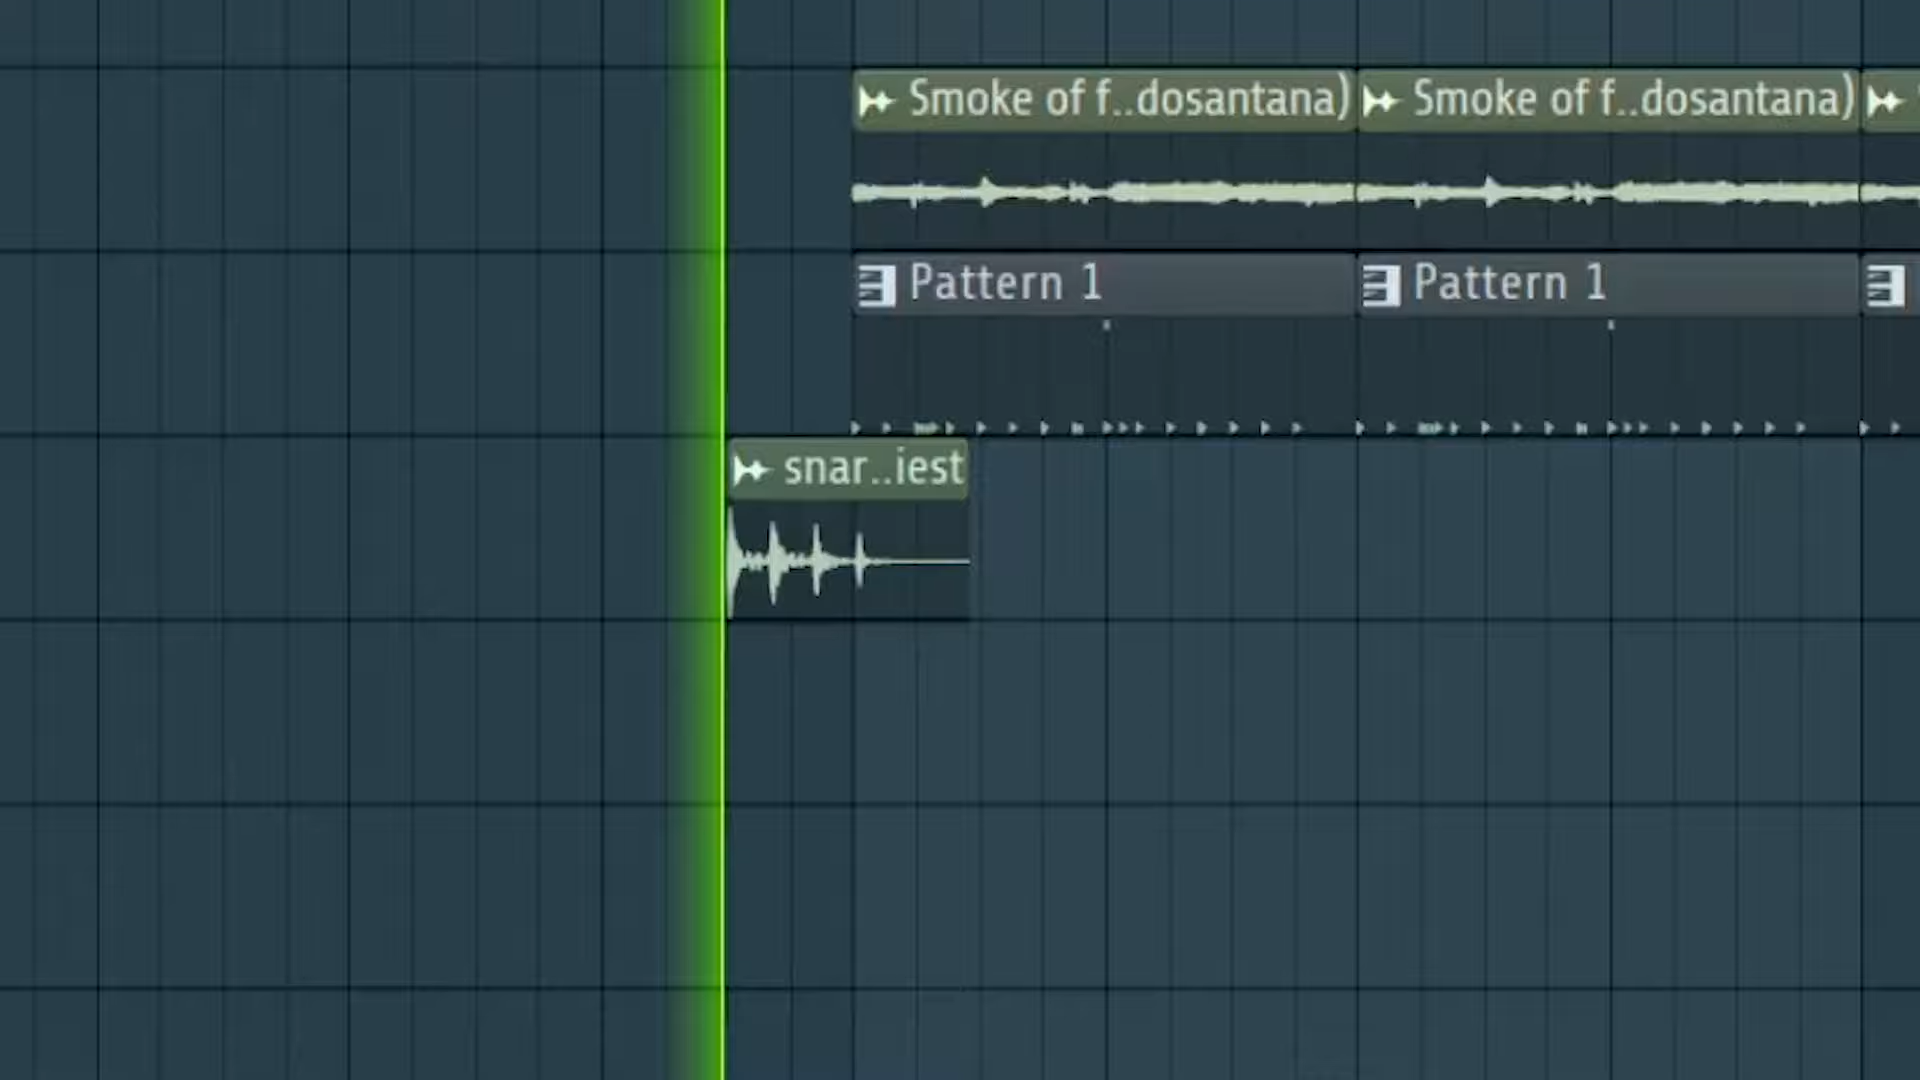 Smoke of f..dosantana) Smoke of f..dosantana)
Pattern 1 Pattern 1
snar..iest